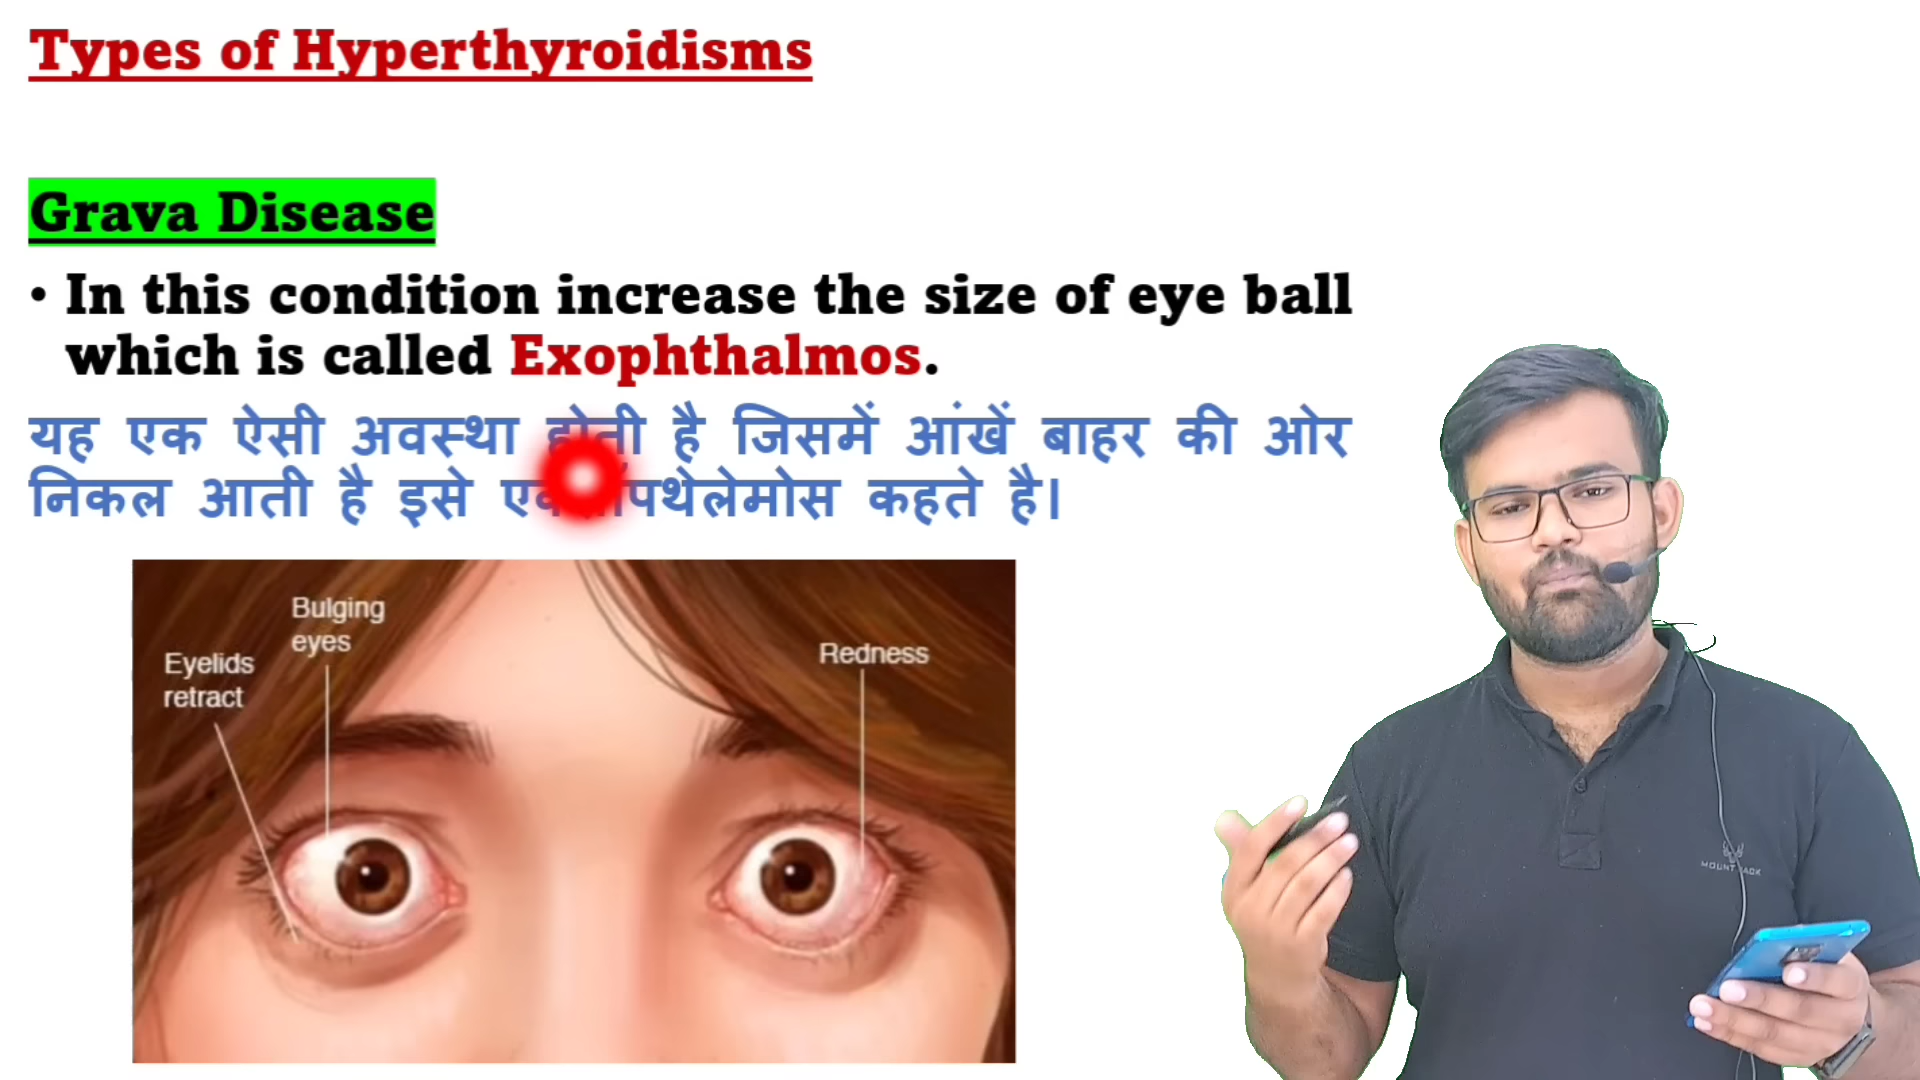 Types of Hyperthyroidisms
Grava Disease
• In this condition increase the size of eye ball
which is called Exophthalmos.
यह एक ऐसी अवस्था होती है जिसमें आंखें बाहर की ओर
निकल आती है इसे कहते है।
Bulging
eyes
Eyelids
retract
Redness
MOUNT